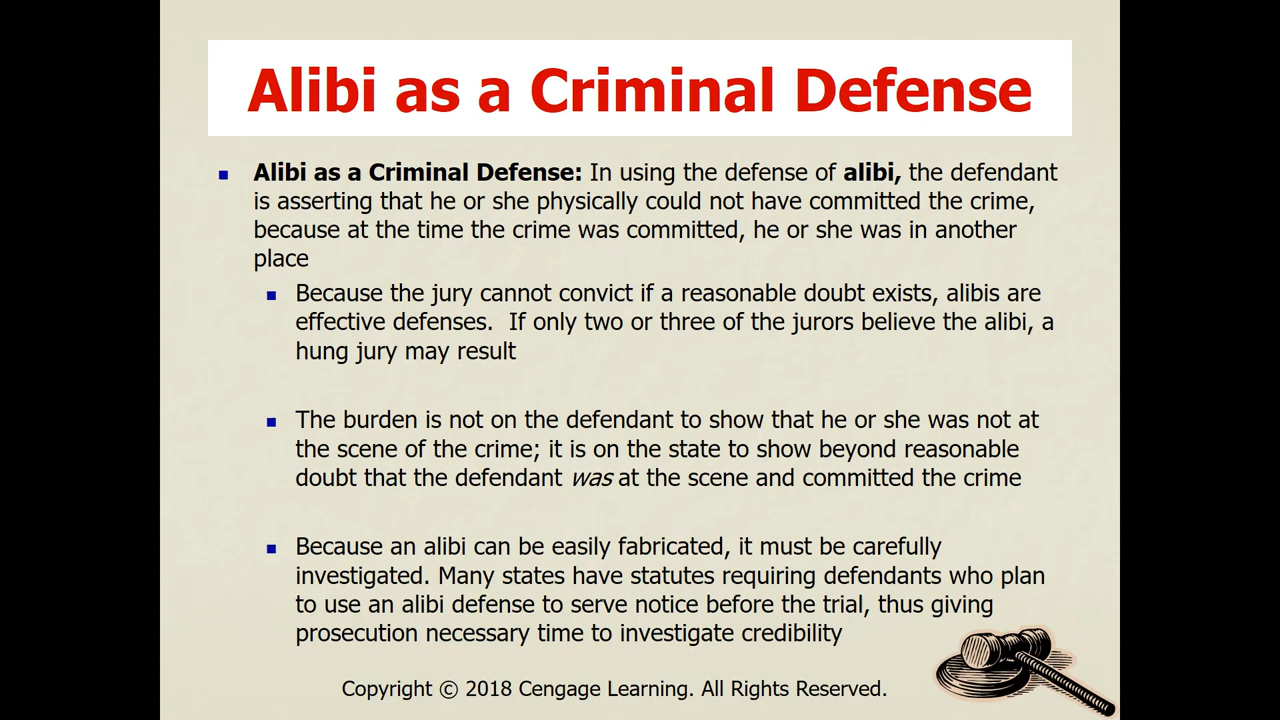 Alibi as a Criminal Defense
Alibi as a Criminal Defense: In using the defense of alibi, the defendant
is asserting that he or she physically could not have committed the crime,
because at the time the crime was committed, he or she was in another
place
Because the jury cannot convict if a reasonable doubt exists, alibis are
effective defenses.  If only two or three of the jurors believe the alibi, a
hung jury may result
The burden is not on the defendant to show that he or she was not at
the scene of the crime; it is on the state to show beyond reasonable
doubt that the defendant was at the scene and committed the crime
Because an alibi can be easily fabricated, it must be carefully
investigated. Many states have statutes requiring defendants who plan
to use an alibi defense to serve notice before the trial, thus giving
prosecution necessary time to investigate credibility
Copyright © 2018 Cengage Learning. All Rights Reserved.